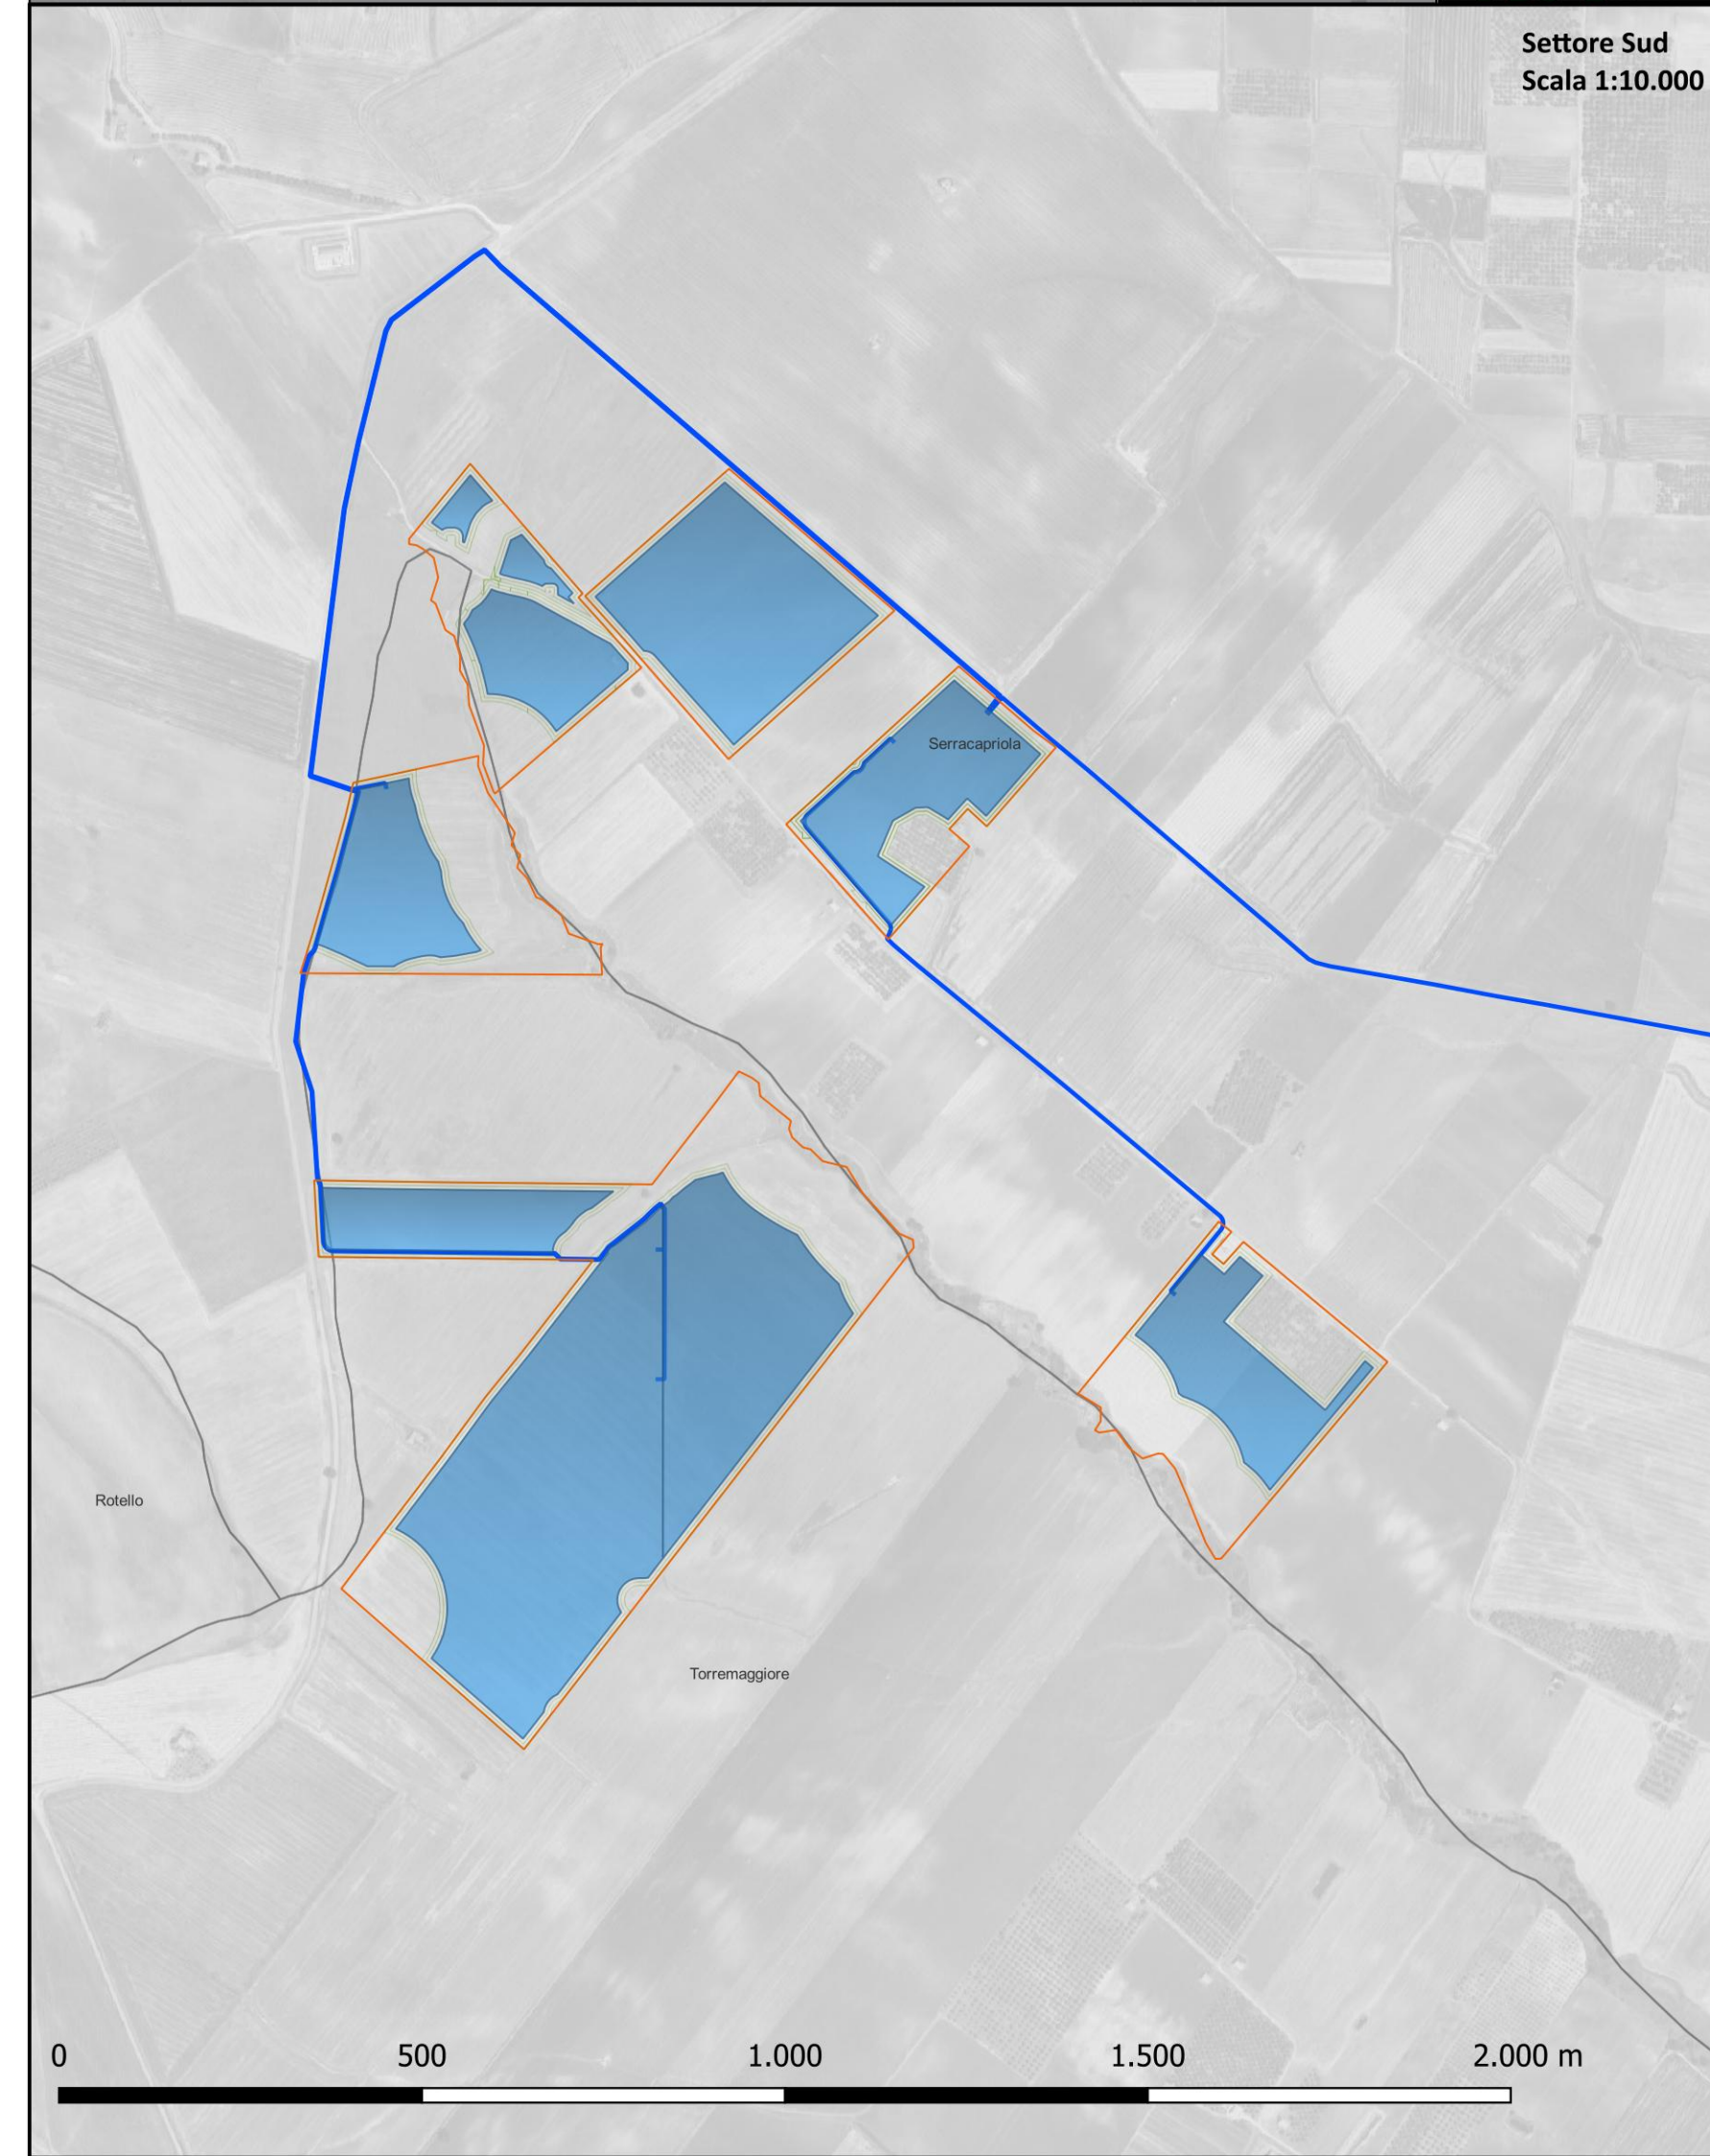 Settore Sud
Scala 1:10.000
Serracapriola
Rotello
Torremaggiore
0 500 1.000 1.500 2.000 m